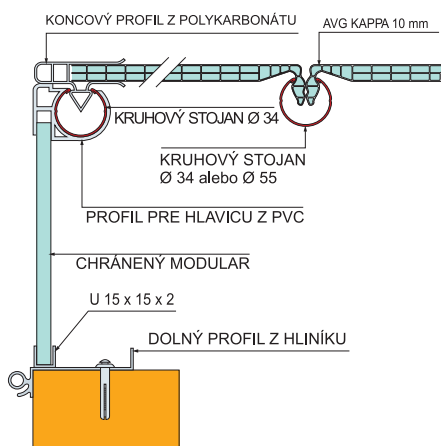 KONCOVÝ PROFIL Z POLYKARBONÁTU
AVG KAPPA 10 mm
KRUHOVÝ STOJAN Ø 34
KRUHOVÝ STOJAN
Ø 34 alebo Ø 55
PROFIL PRE HLAVICU Z PVC
CHRÁNENÝ MODULAR
U 15 x 15 x 2
DOLNÝ PROFIL Z HLINÍKU